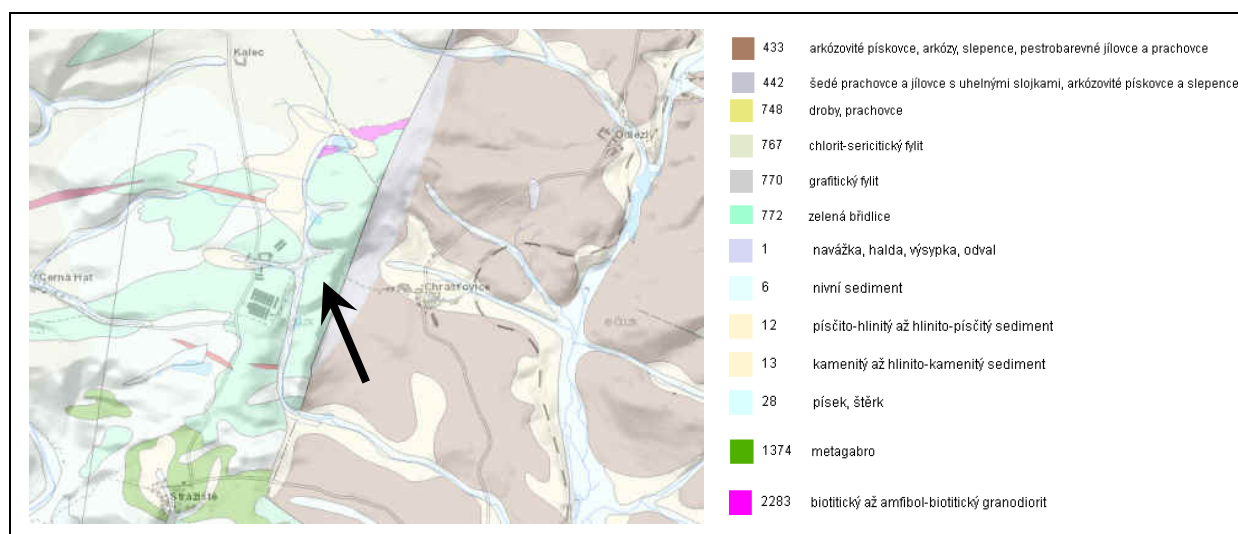 Kalec
Odlezly
Černá Hať
Chrášťovice
Strážiště
433 arkózovité pískovce, arkózy, slepence, pestrobarevné jílovce a prachovce
442 šedé prachovce a jílovce s uhelnými slojkami, arkózovité pískovce a slepence
748 droby, prachovce
767 chlorit-sericitický fylit
770 grafitický fylit
772 zelená břidlice
1 navážka, halda, výsypka, odval
6 nivní sediment
12 písčito-hlinitý až hlinito-písčitý sediment
13 kamenitý až hlinito-kamenitý sediment
28 písek, štěrk
1374 metagabro
2283 biotitický až amfibol-biotitický granodiorit